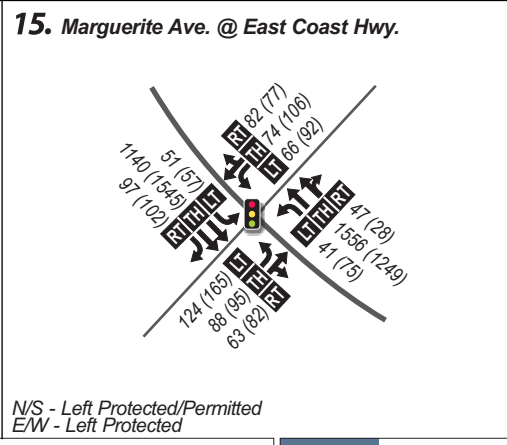 15. Marguerite Ave. @ East Coast Hwy.
RT 82 (77)
TH 74 (106)
LT 66 (92)
51 (57) LT
1140 (1545) TH
97 (102) RT
RT 47 (28)
TH 1556 (1249)
LT 41 (75)
124 (165) LT
88 (95) TH
63 (82) RT
N/S - Left Protected/Permitted
E/W - Left Protected